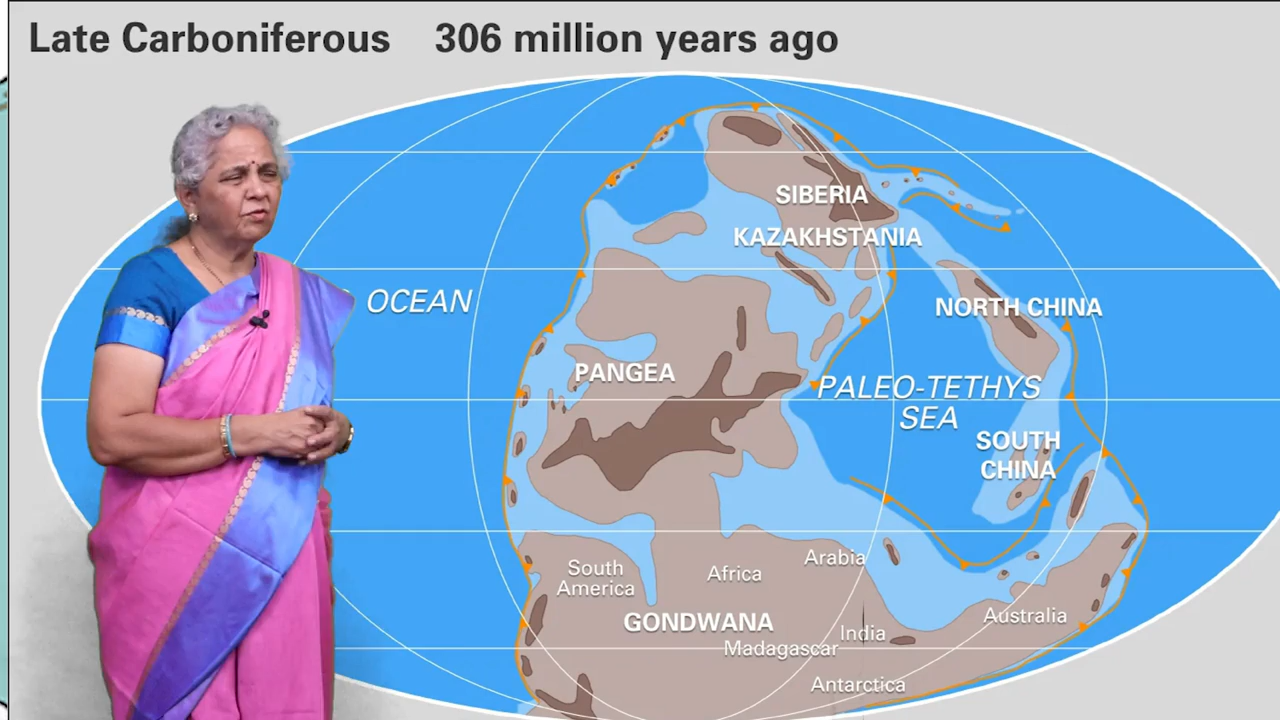 Late Carboniferous 306 million years ago
SIBERIA
KAZAKHSTANIA
OCEAN
NORTH CHINA
PANGEA
PALEO-TETHYS
SEA
SOUTH
CHINA
Arabia
South
America
Africa
Australia
GONDWANA
India
Madagascar
Antarctica